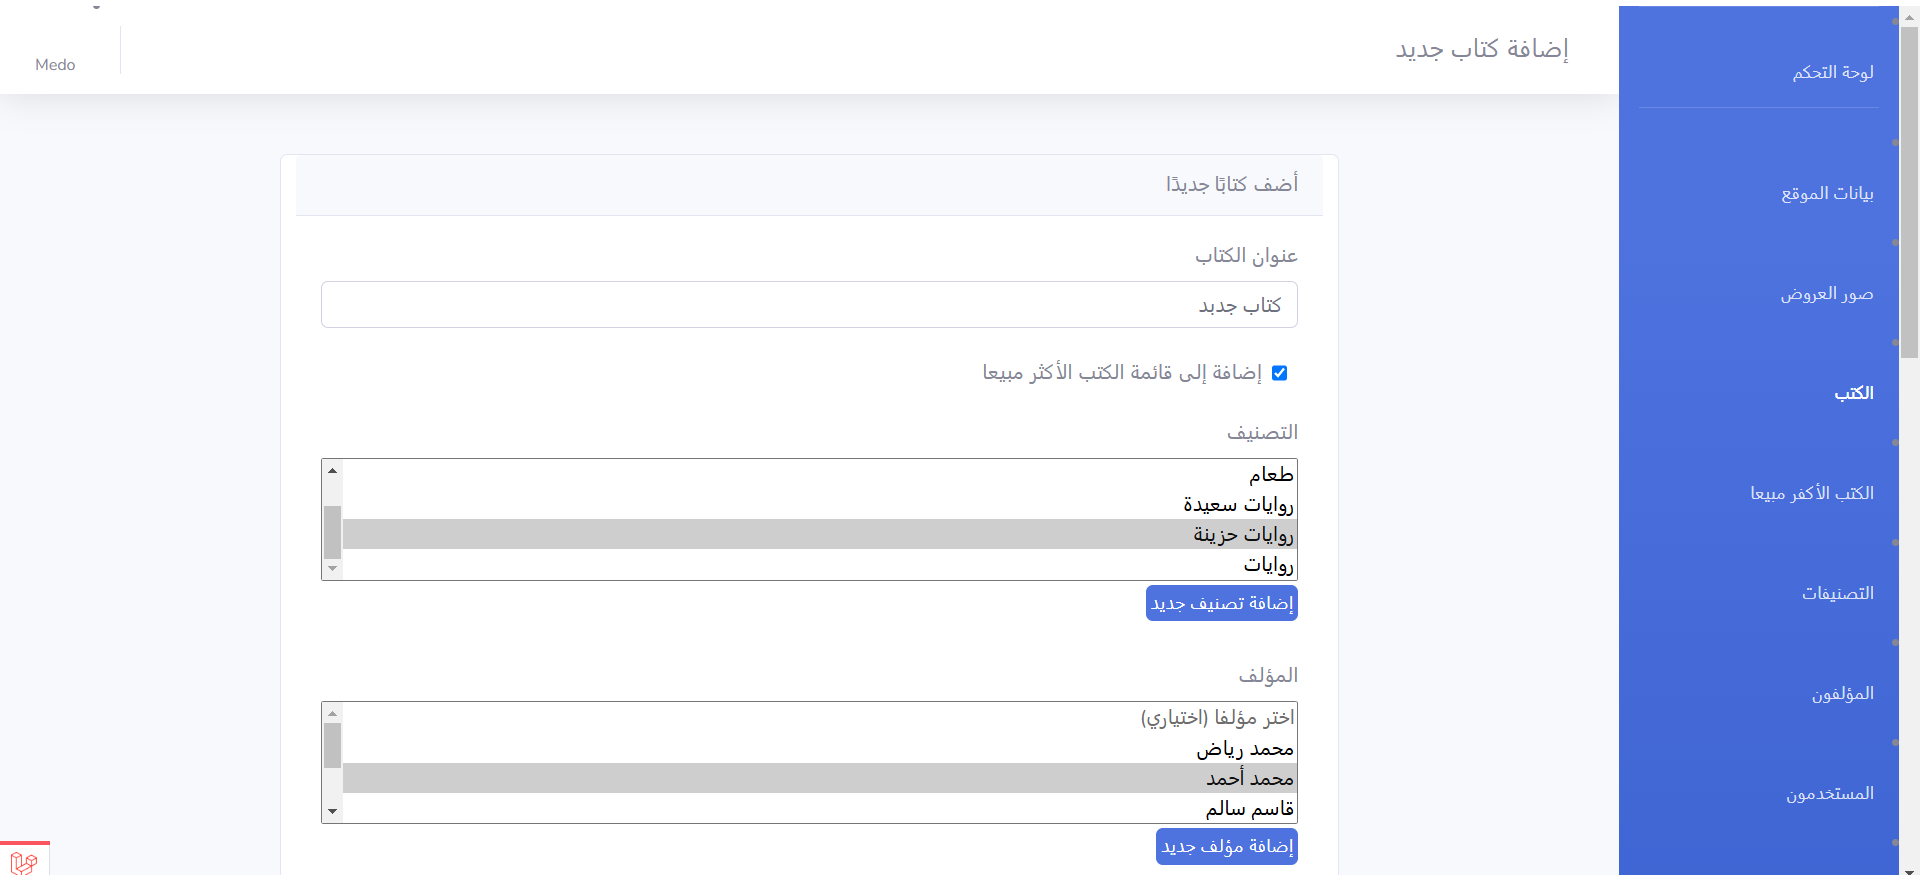 إضافة كتاب جديد
Medo
لوحة التحكم
بيانات الموقع
صور العروض
الكتب
الكتب الأكفر مبيعا
التصنيفات
المؤلفون
المستخدمون
أضف كتابًا جديدًا
عنوان الكتاب
كتاب جدبد
إضافة إلى قائمة الكتب الأكثر مبيعا
التصنيف
طعام
روايات سعيدة
روايات حزينة
روايات
إضافة تصنيف جديد
المؤلف
اختر مؤلفا (اختياري)
محمد رياض
محمد أحمد
قاسم سالم
إضافة مؤلف جديد